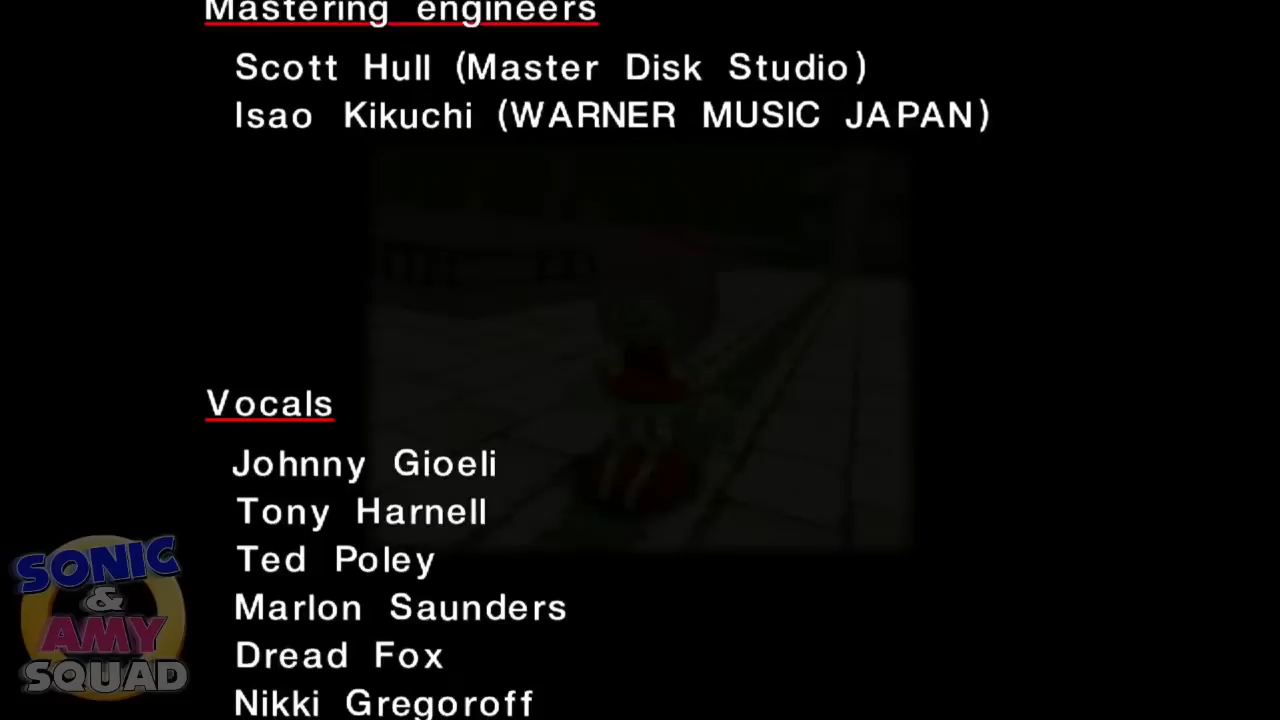 Mastering engineers
Scott Hull (Master Disk Studio)
Isao Kikuchi (WARNER MUSIC JAPAN)
Vocals
Johnny Gioeli
Tony Harnell
Ted Poley
Marlon Saunders
Dread Fox
Nikki Gregoroff
SONIC
&
AMY
SQUAD